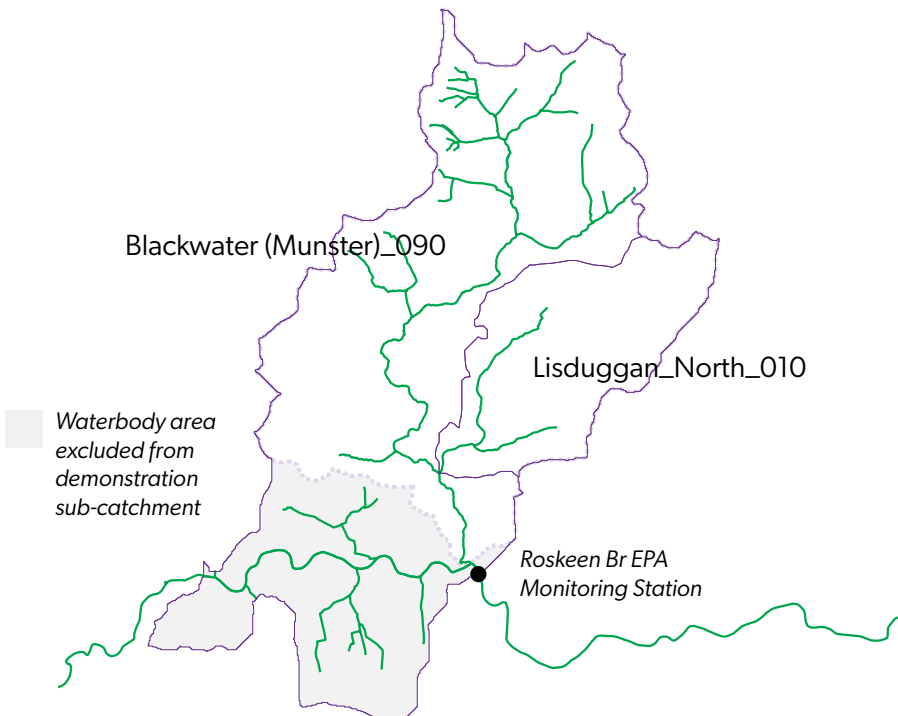 Blackwater (Munster)_090
Lisduggan_North_010
Waterbody area
excluded from
demonstration
sub-catchment
Roskeen Br EPA
Monitoring Station